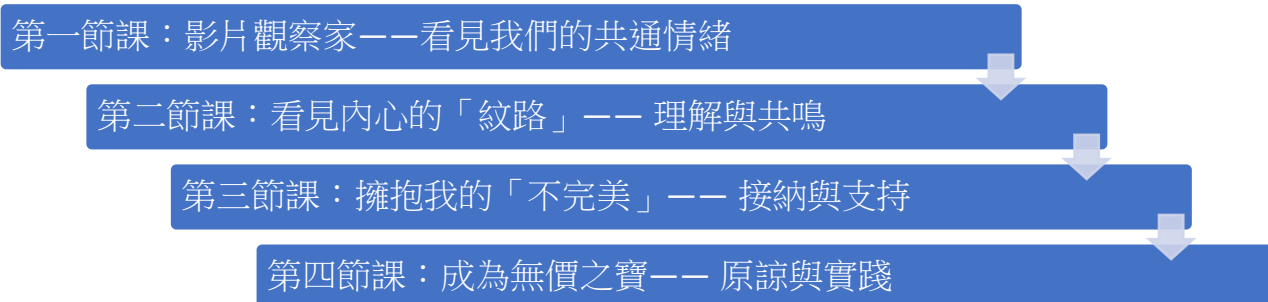 第一節課：影片觀察家——看見我們的共通情緒
第二節課：看見內心的「紋路」—— 理解與共鳴
第三節課：擁抱我的「不完美」—— 接納與支持
第四節課：成為無價之寶—— 原諒與實踐